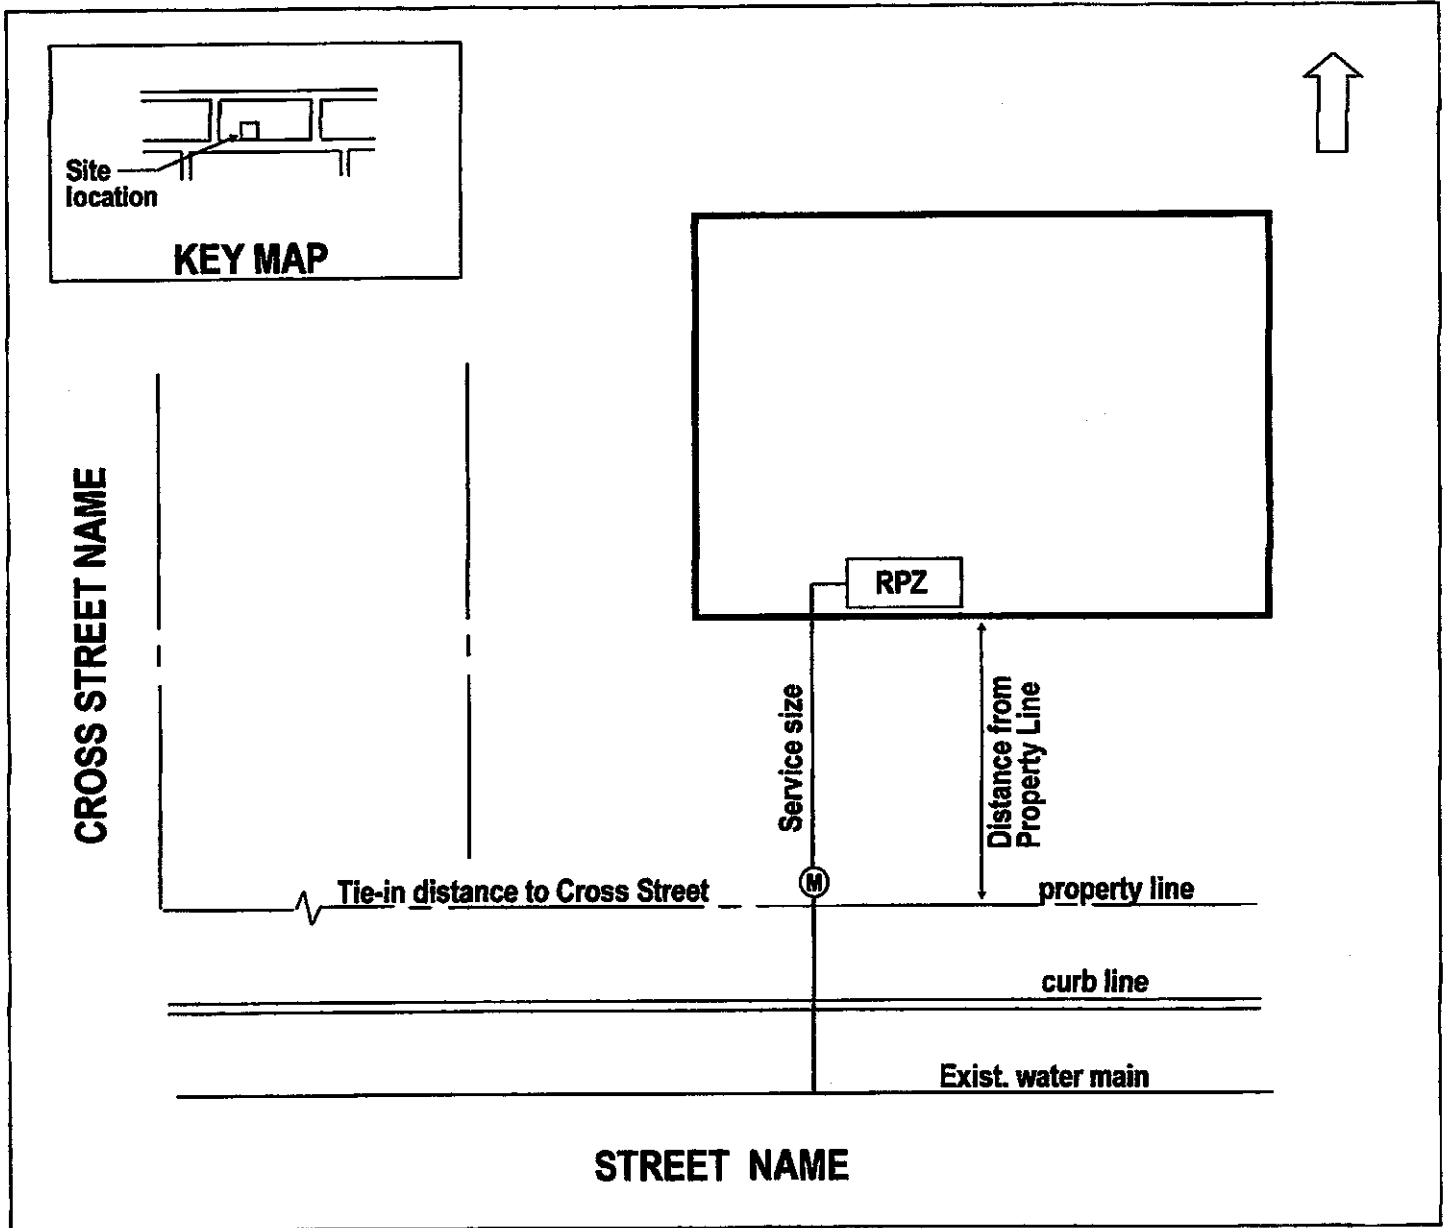 Site
location
KEY MAP
CROSS STREET NAME
RPZ
Service size
Distance from
Property Line
M
Tie-in distance to Cross Street
property line
curb line
Exist. water main
STREET NAME